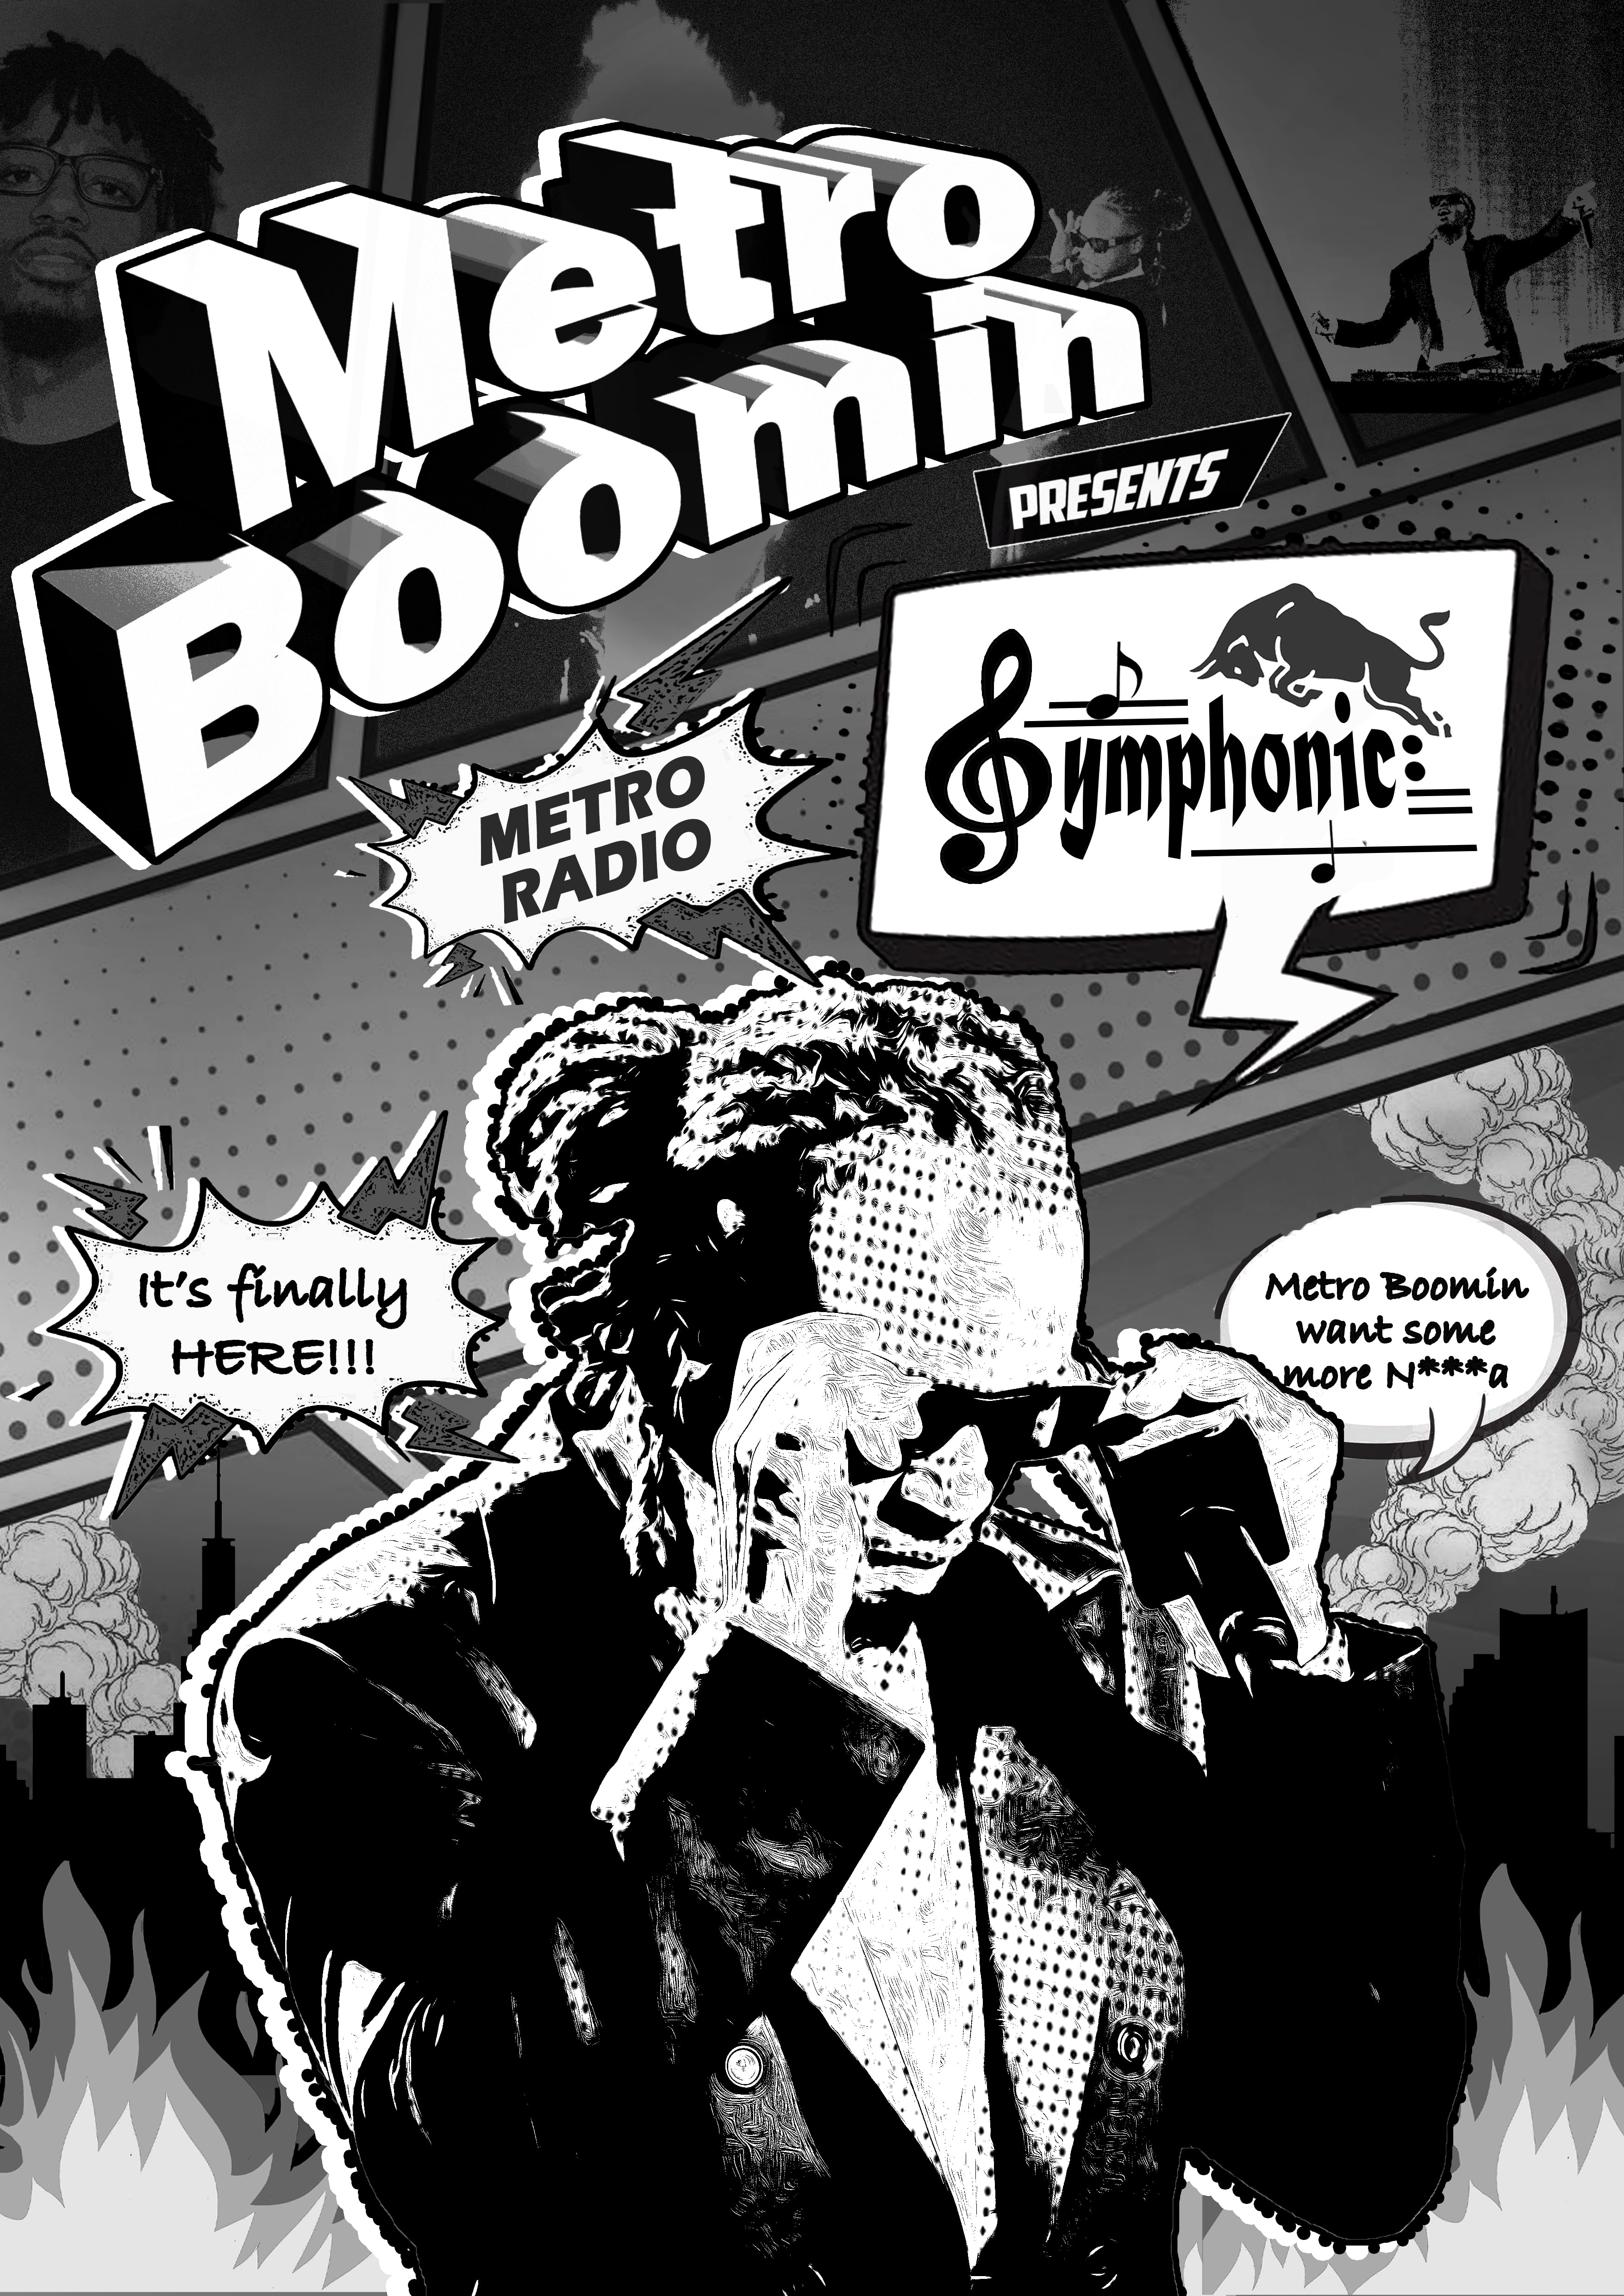 Metro
Boomin
PRESENTS
Symphonic
METRO
RADIO
It's finally
HERE!!!
Metro Boomin
want some
more N***a